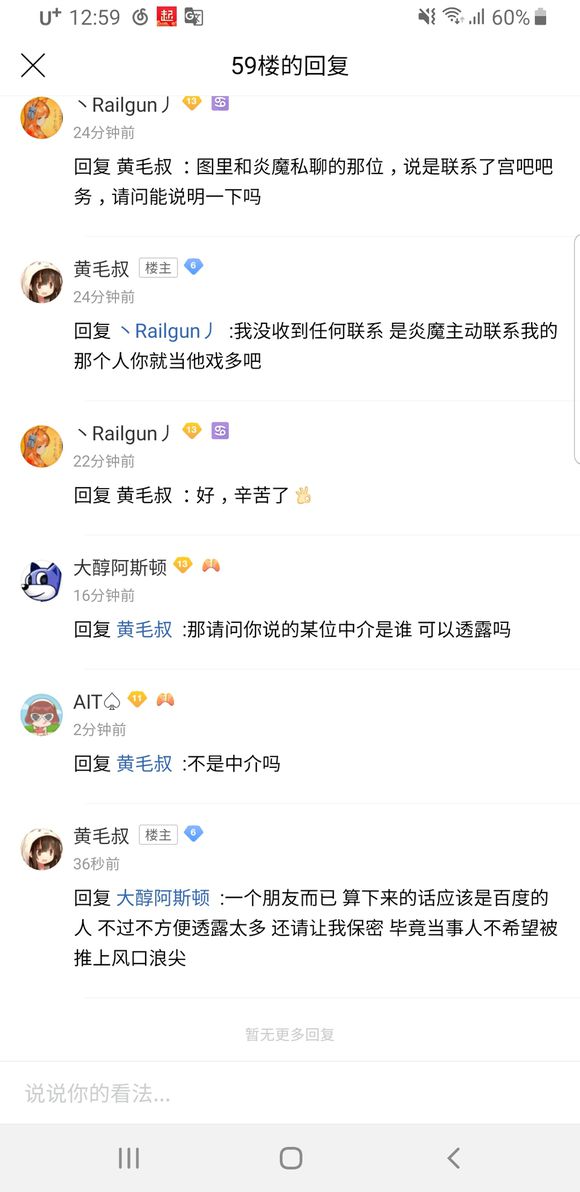 U+ 12:59 起 G 60%
59楼的回复
丶Railgun丿 13
24分钟前
回复 黄毛叔 ：图里和炎魔私聊的那位，说是联系了宫吧吧
务，请问能说明一下吗
黄毛叔 楼主 6
24分钟前
回复 丶Railgun丿 :我没收到任何联系 是炎魔主动联系我的
那个人你就当他戏多吧
丶Railgun丿 13
22分钟前
回复 黄毛叔 ：好，辛苦了
大醇阿斯顿 13
16分钟前
回复 黄毛叔 :那请问你说的某位中介是谁 可以透露吗
AIT♤ 11
2分钟前
回复 黄毛叔 :不是中介吗
黄毛叔 楼主 6
36秒前
回复 大醇阿斯顿 :一个朋友而已 算下来的话应该是百度的
人 不过不方便透露太多 还请让我保密 毕竟当事人不希望被
推上风口浪尖
暂无更多回复
说说你的看法...